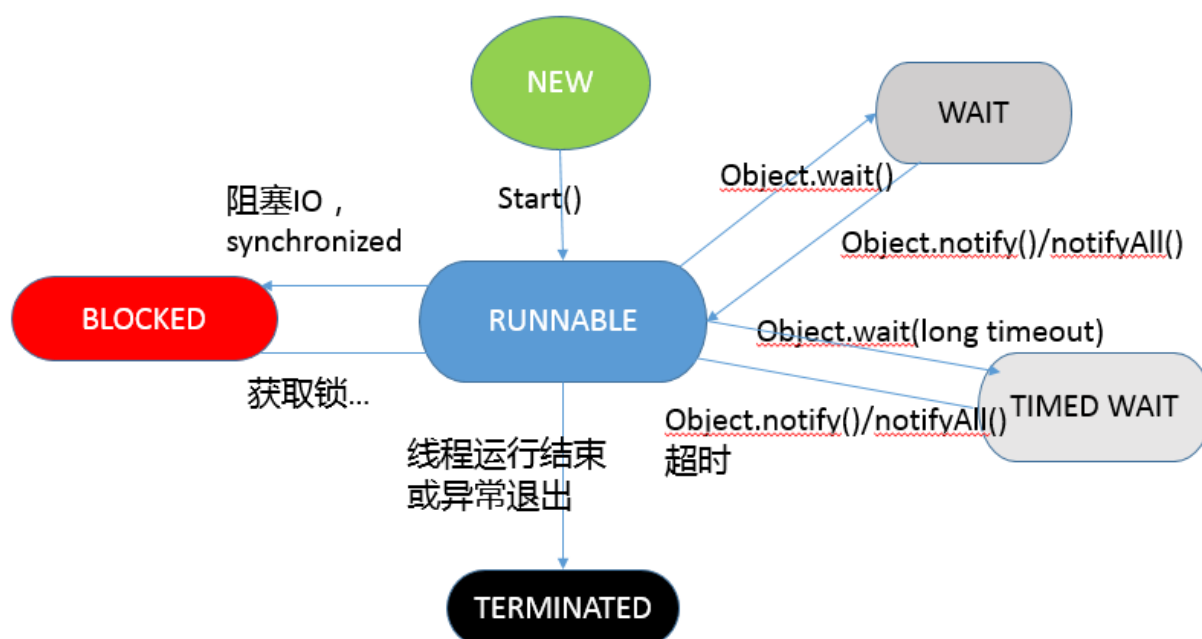 NEW
WAIT
Object.wait()
Start()
阻塞IO，
synchronized
Object.notify()/notifyAll()
BLOCKED
RUNNABLE
Object.wait(long timeout)
获取锁...
TIMED WAIT
Object.notify()/notifyAll()
超时
线程运行结束
或异常退出
TERMINATED